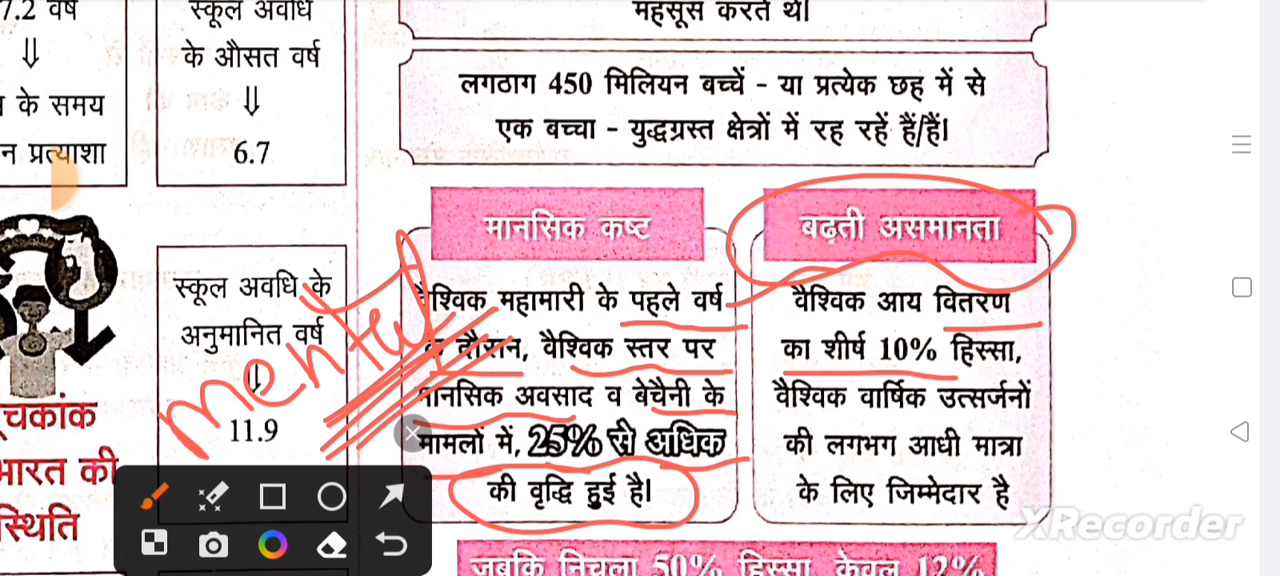 7.2 वर्ष
⇓
के समय
न प्रत्याशा
स्कूल अवधि
के औसत वर्ष
⇓
6.7
महसूस करते थे।
लगठाग 450 मिलियन बच्चें - या प्रत्येक छह में से
एक बच्चा - युद्धग्रस्त क्षेत्रों में रह रहें हैं/हैं।
स्कूल अवधि के
अनुमानित वर्ष
⇓
11.9
mental
मानसिक कष्ट
वैश्विक महामारी के पहले वर्ष
के दौरान, वैश्विक स्तर पर
मानसिक अवसाद व बेचैनी के
मामलों में, 25% से अधिक
की वृद्धि हुई है।
बढ़ती असमानता
वैश्विक आय वितरण
का शीर्ष 10% हिस्सा,
वैश्विक वार्षिक उत्सर्जनों
की लगभग आधी मात्रा
के लिए जिम्मेदार है
चकांक
भारत की
स्थिति
जबकि निचला 50% हिस्सा, केवल 12%
XRecorder